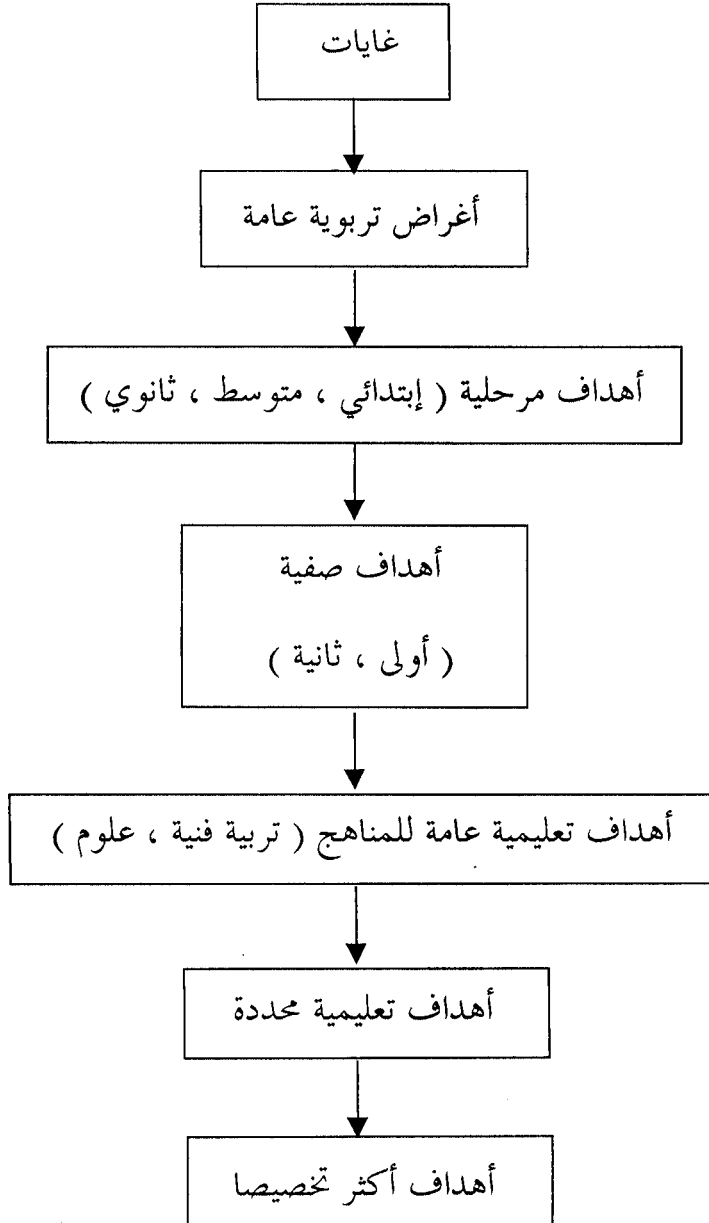 غايات
أغراض تربوية عامة
أهداف مرحلية ( إبتدائي ، متوسط ، ثانوي )
أهداف صفية
( أولى ، ثانية )
أهداف تعليمية عامة للمناهج ( تربية فنية ، علوم )
أهداف تعليمية محددة
أهداف أكثر تخصيصا